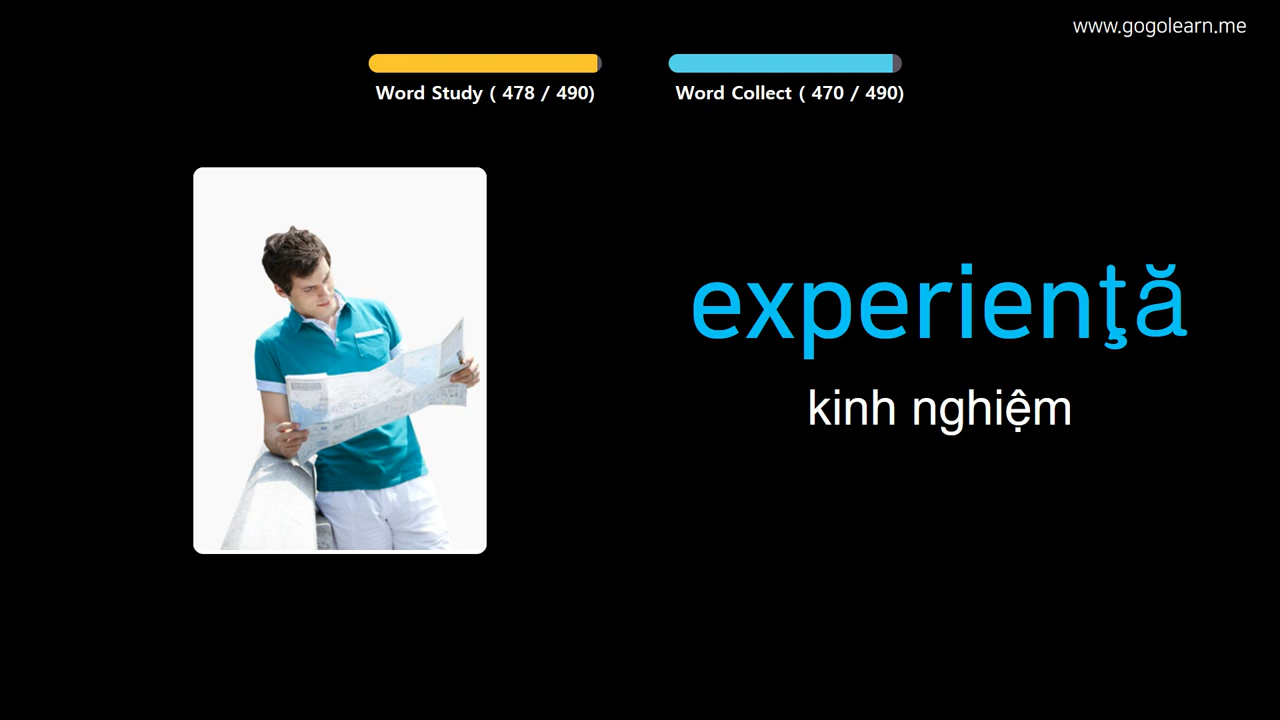 www.gogolearn.me
Word Study ( 478 / 490)
Word Collect ( 470 / 490)
experienţă
kinh nghiệm